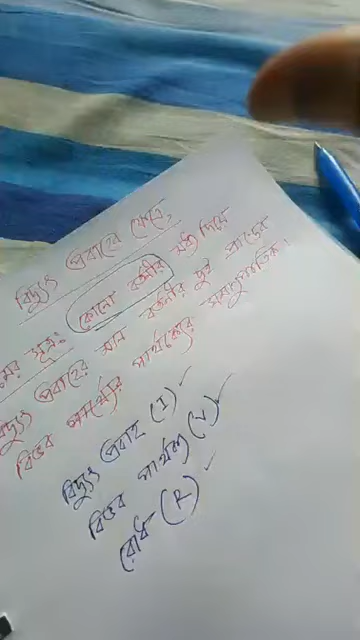 বিদ্যুৎ প্রবাহের ক্ষেত্রে,
মের সূত্র: কোনো বর্তনীর মধ্য দিয়ে
বিদ্যুৎ প্রবাহের মান বর্তনীর দুই প্রান্তের
বিভব পার্থক্যের সমানুপাতিক।
বিদ্যুৎ প্রবাহ (I) ✓
বিভব পার্থক্য (V) ✓
রোধ (R) ✓